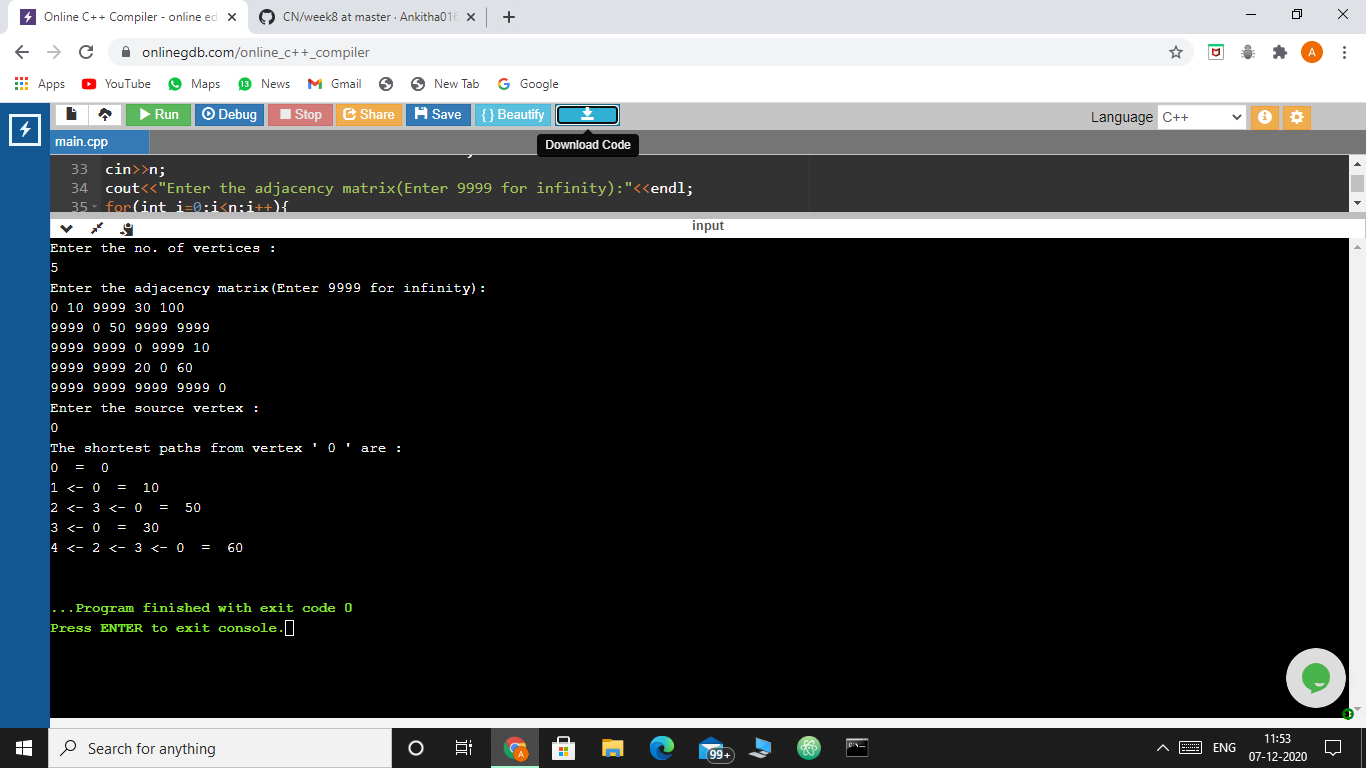 Online C++ Compiler - online ed
CN/week8 at master · Ankitha016
onlinegdb.com/online_c++_compiler
A
Apps YouTube Maps 13 News Gmail New Tab Google
Run Debug Stop Share Save { } Beautify
Language C++
main.cpp
Download Code
33 cin>>n;
34 cout<<"Enter the adjacency matrix(Enter 9999 for infinity):"<<endl;
35 for(int i=0;i<n;i++){
input
Enter the no. of vertices :
5
Enter the adjacency matrix(Enter 9999 for infinity):
0 10 9999 30 100
9999 0 50 9999 9999
9999 9999 0 9999 10
9999 9999 20 0 60
9999 9999 9999 9999 0
Enter the source vertex :
0
The shortest paths from vertex ' 0 ' are :
0  =  0
1 <- 0  =  10
2 <- 3 <- 0  =  50
3 <- 0  =  30
4 <- 2 <- 3 <- 0  =  60
...Program finished with exit code 0
Press ENTER to exit console.
Search for anything
A
99+
ENG
11:53
07-12-2020